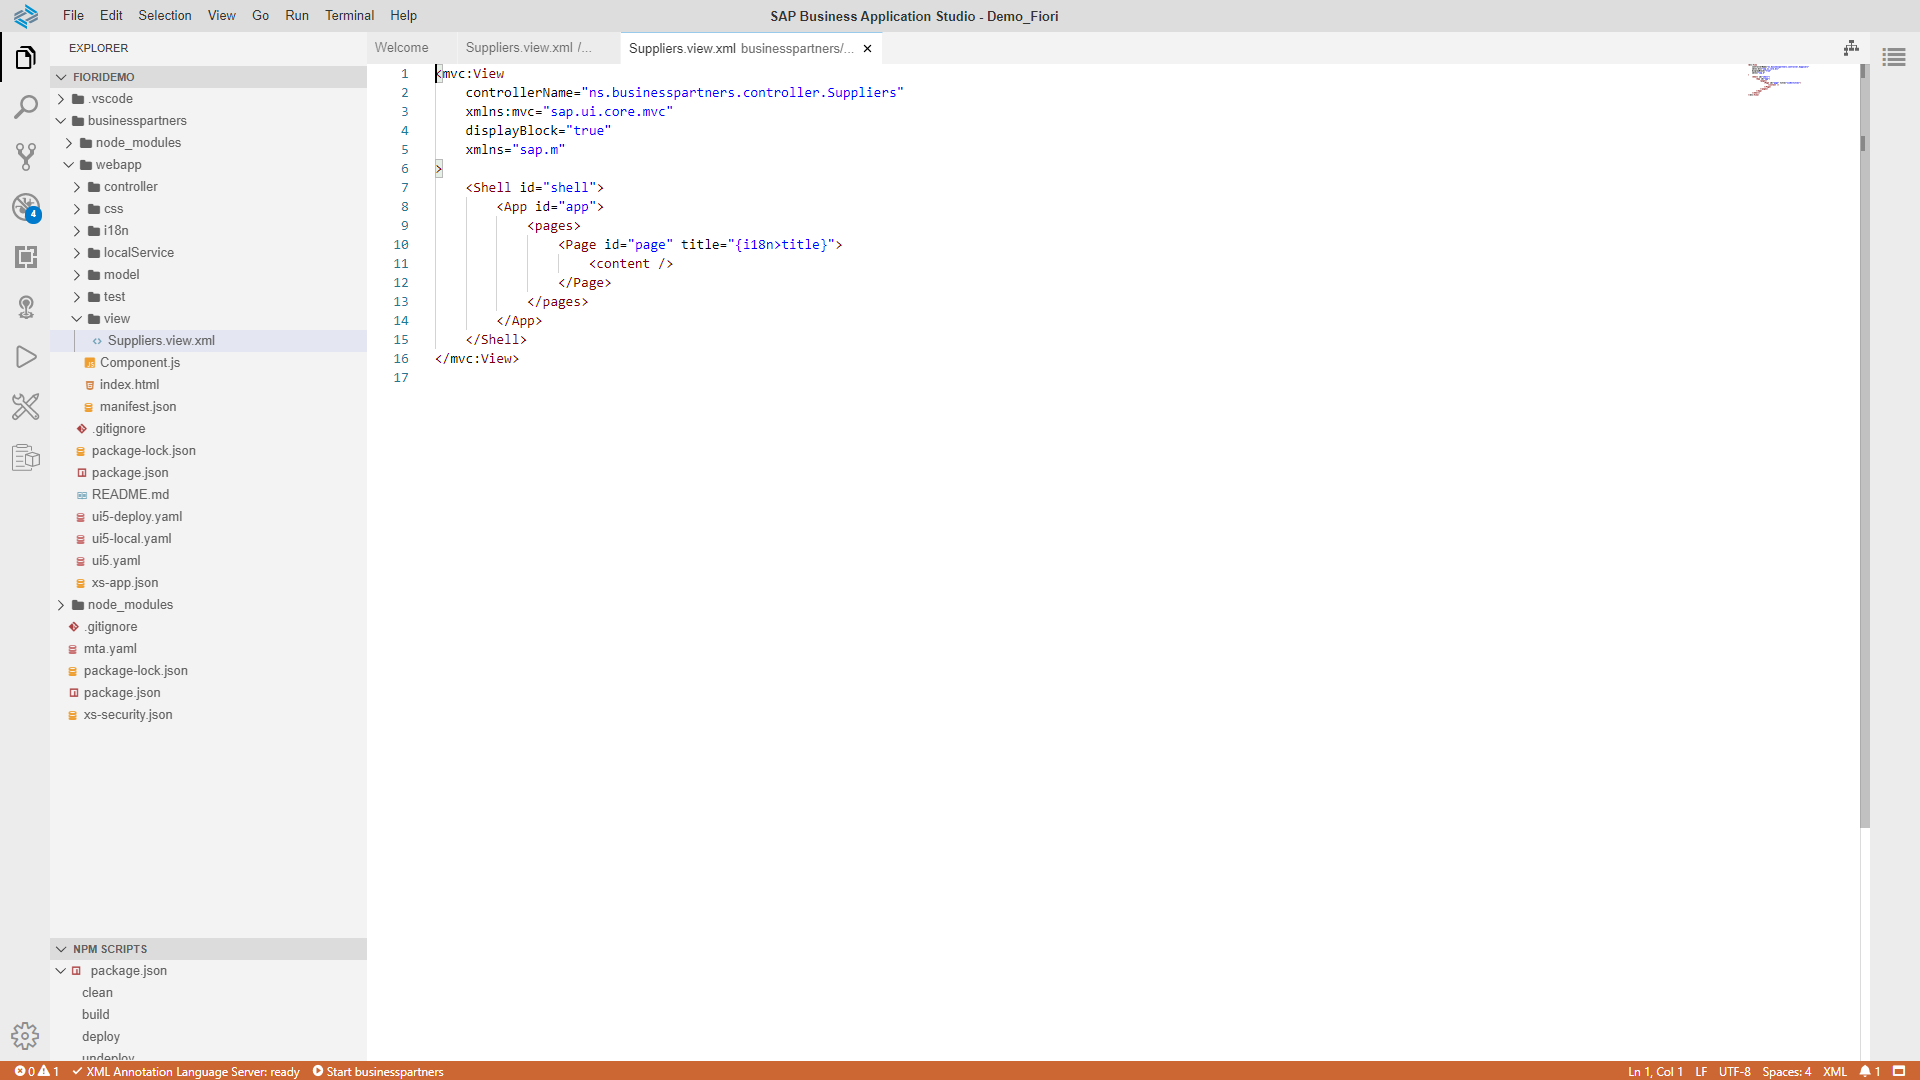 File Edit Selection View Go Run Terminal Help
SAP Business Application Studio - Demo_Fiori
EXPLORER
FIORIDEMO
.vscode
businesspartners
node_modules
webapp
controller
css
i18n
localService
model
test
view
Suppliers.view.xml
Component.js
index.html
manifest.json
.gitignore
package-lock.json
package.json
README.md
ui5-deploy.yaml
ui5-local.yaml
ui5.yaml
xs-app.json
node_modules
.gitignore
mta.yaml
package-lock.json
package.json
xs-security.json
4
NPM SCRIPTS
package.json
clean
build
deploy
undeploy
Welcome
Suppliers.view.xml /...
Suppliers.view.xml businesspartners/...
1 <mvc:View
2 controllerName="ns.businesspartners.controller.Suppliers"
3 xmlns:mvc="sap.ui.core.mvc"
4 displayBlock="true"
5 xmlns="sap.m"
6 >
7 <Shell id="shell">
8 <App id="app">
9 <pages>
10 <Page id="page" title="{i18n>title}">
11 <content />
12 </Page>
13 </pages>
14 </App>
15 </Shell>
16 </mvc:View>
17
0 1 XML Annotation Language Server: ready Start businesspartners
Ln 1, Col 1 LF UTF-8 Spaces: 4 XML 1